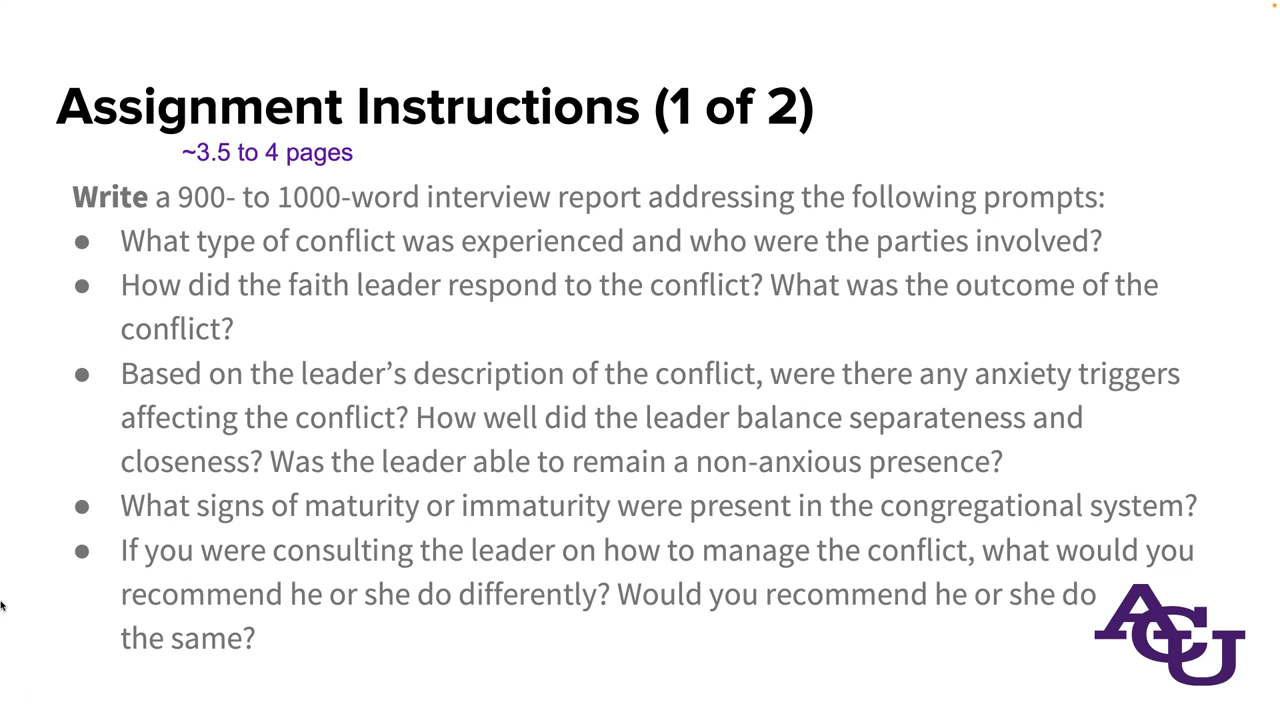 Assignment Instructions (1 of 2)
~3.5 to 4 pages
Write a 900- to 1000-word interview report addressing the following prompts:
● What type of conflict was experienced and who were the parties involved?
● How did the faith leader respond to the conflict? What was the outcome of the
conflict?
● Based on the leader’s description of the conflict, were there any anxiety triggers
affecting the conflict? How well did the leader balance separateness and
closeness? Was the leader able to remain a non-anxious presence?
● What signs of maturity or immaturity were present in the congregational system?
● If you were consulting the leader on how to manage the conflict, what would you
recommend he or she do differently? Would you recommend he or she do
the same?
ACU